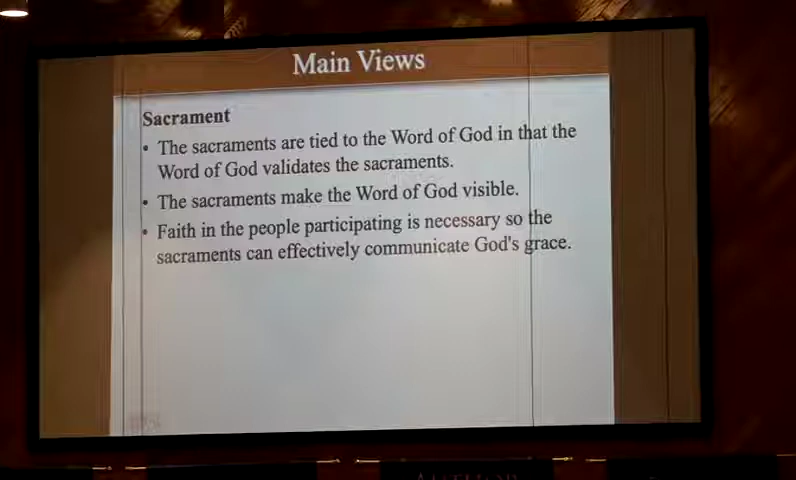 Main Views
Sacrament
• The sacraments are tied to the Word of God in that the
Word of God validates the sacraments.
• The sacraments make the Word of God visible.
• Faith in the people participating is necessary so the
sacraments can effectively communicate God's grace.